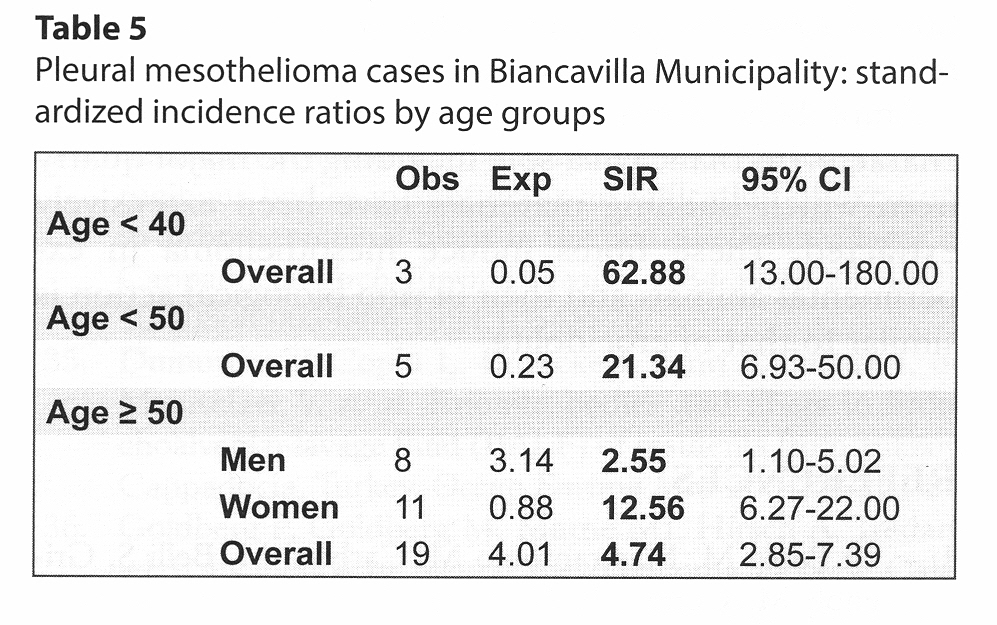 Table 5
Pleural mesothelioma cases in Biancavilla Municipality: stand-
ardized incidence ratios by age groups
Obs Exp SIR 95% CI
Age < 40
Overall 3 0.05 62.88 13.00-180.00
Age < 50
Overall 5 0.23 21.34 6.93-50.00
Age ≥ 50
Men 8 3.14 2.55 1.10-5.02
Women 11 0.88 12.56 6.27-22.00
Overall 19 4.01 4.74 2.85-7.39